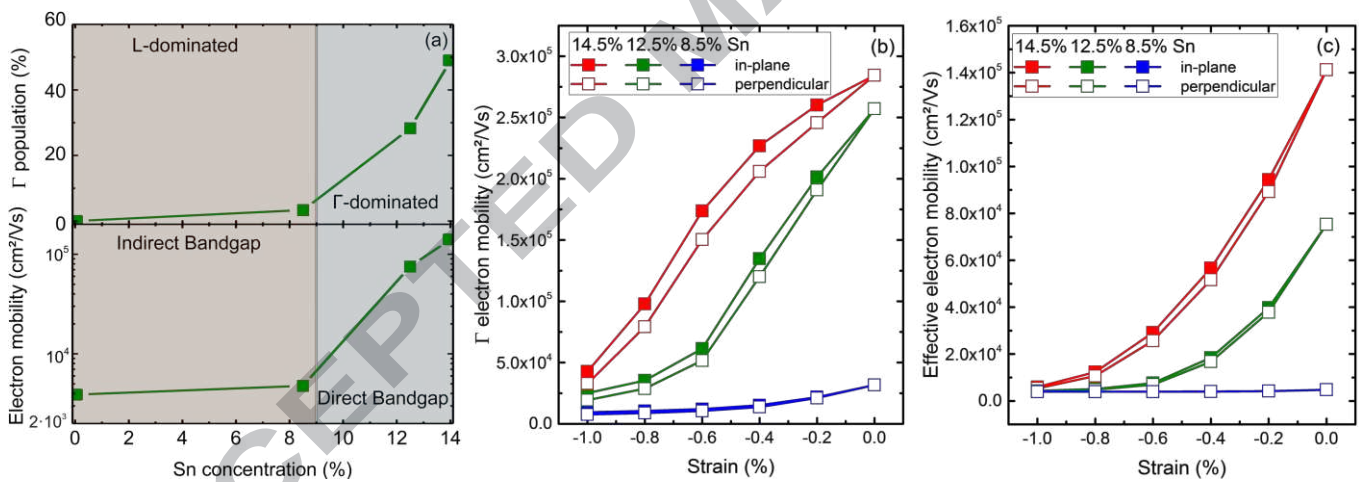 60
40
20
0
Γ population (%)
L-dominated
(a)
Γ-dominated
Indirect Bandgap
Direct Bandgap
10⁵
10⁴
2·10³
Electron mobility (cm²/Vs)
0 2 4 6 8 10 12 14
Sn concentration (%)
3.0x10⁵
2.5x10⁵
2.0x10⁵
1.5x10⁵
1.0x10⁵
5.0x10⁴
0.0
Γ electron mobility (cm²/Vs)
14.5% 12.5% 8.5% Sn
in-plane
perpendicular
(b)
-1.0 -0.8 -0.6 -0.4 -0.2 0.0
Strain (%)
1.6x10⁵
1.4x10⁵
1.2x10⁵
1.0x10⁵
8.0x10⁴
6.0x10⁴
4.0x10⁴
2.0x10⁴
0.0
Effective electron mobility (cm²/Vs)
14.5% 12.5% 8.5% Sn
in-plane
perpendicular
(c)
-1.0 -0.8 -0.6 -0.4 -0.2 0.0
Strain (%)
CEPTED M